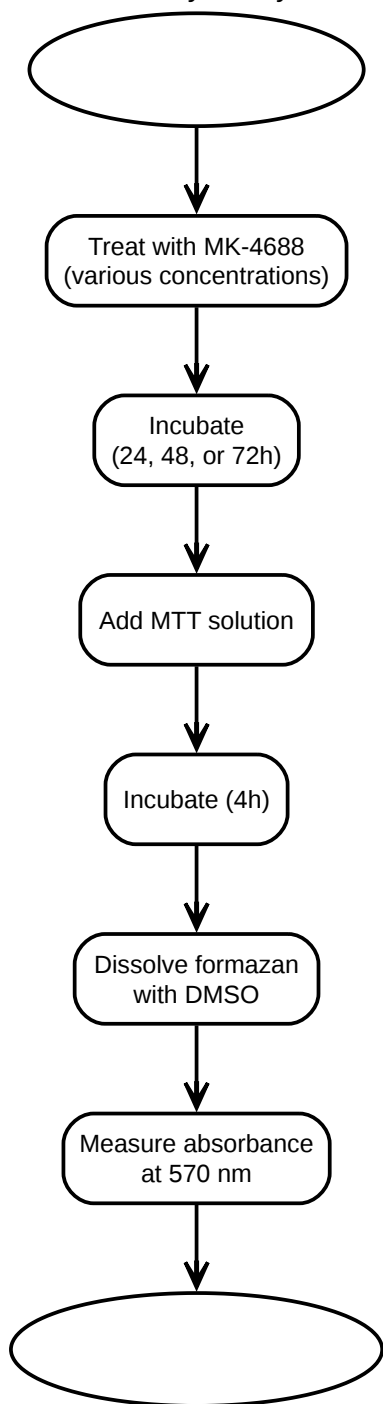 Treat with MK-4688
(various concentrations)
Incubate
(24, 48, or 72h)
Add MTT solution
Incubate (4h)
Dissolve formazan
with DMSO
Measure absorbance
at 570 nm